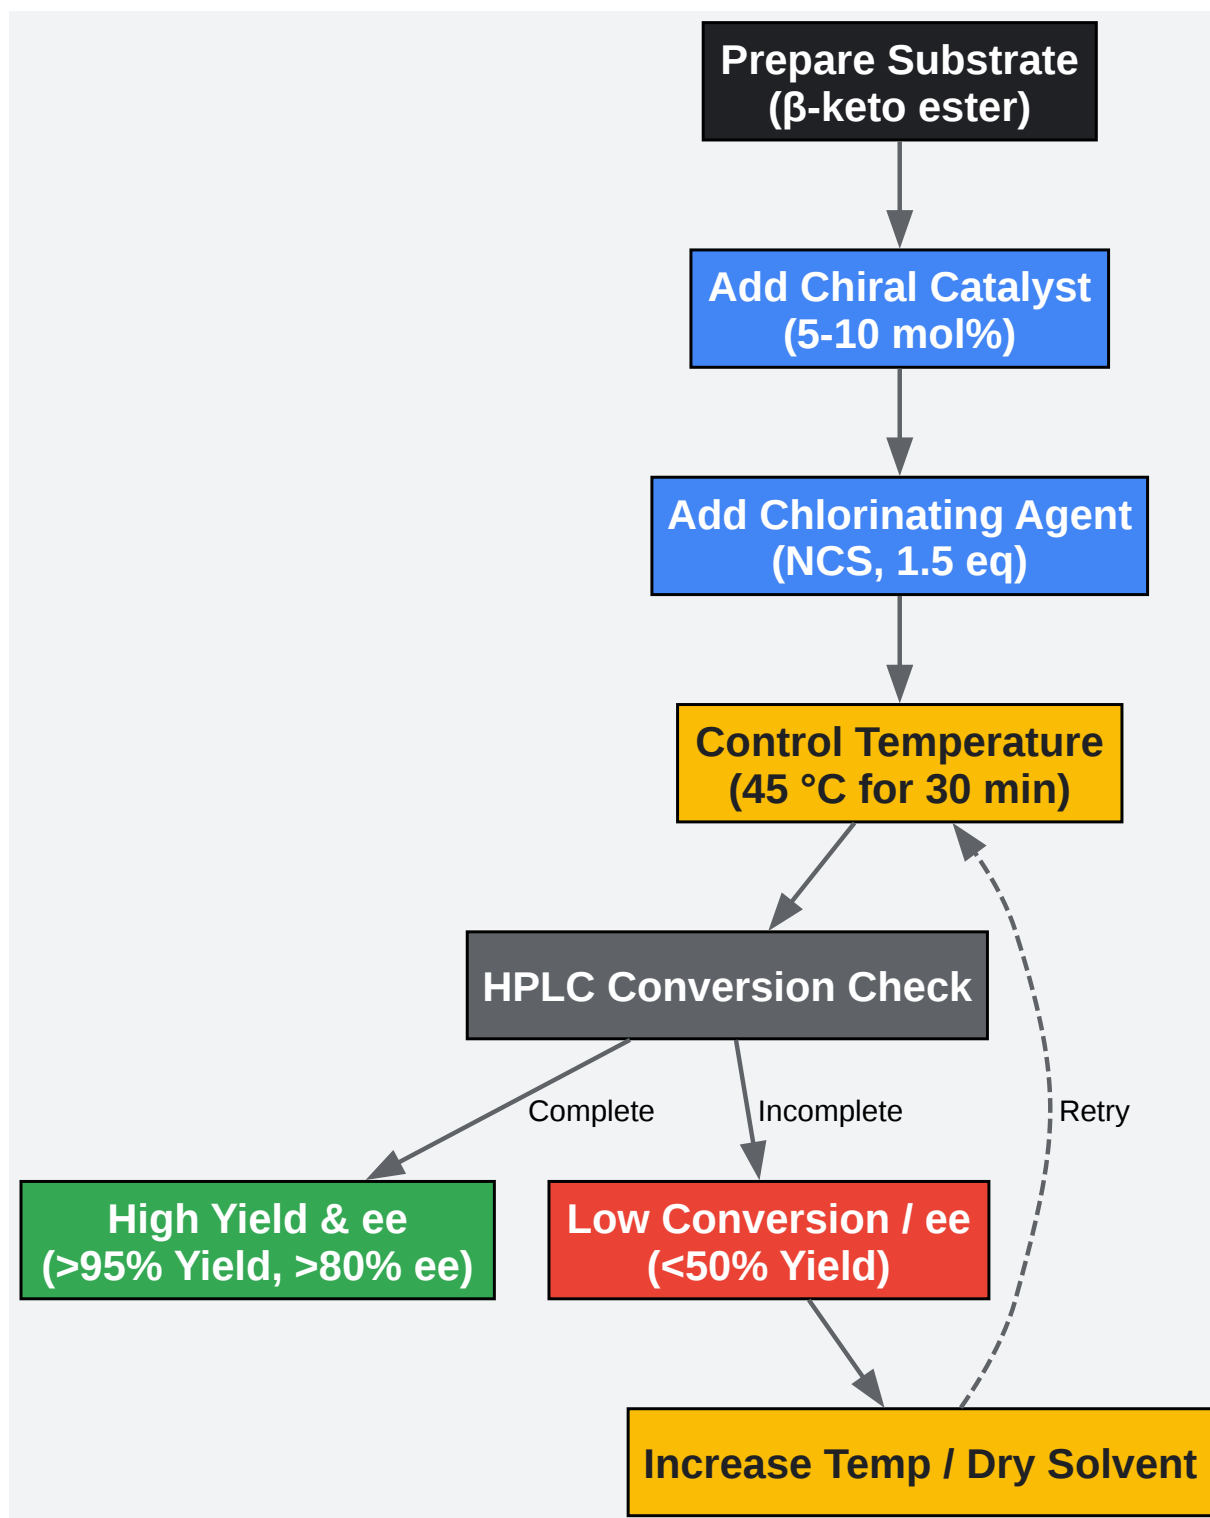 Prepare Substrate
(β-keto ester)
Add Chiral Catalyst
(5-10 mol%)
Add Chlorinating Agent
(NCS, 1.5 eq)
Control Temperature
(45 °C for 30 min)
HPLC Conversion Check
Complete
Incomplete
Retry
High Yield & ee
(>95% Yield, >80% ee)
Low Conversion / ee
(<50% Yield)
Increase Temp / Dry Solvent